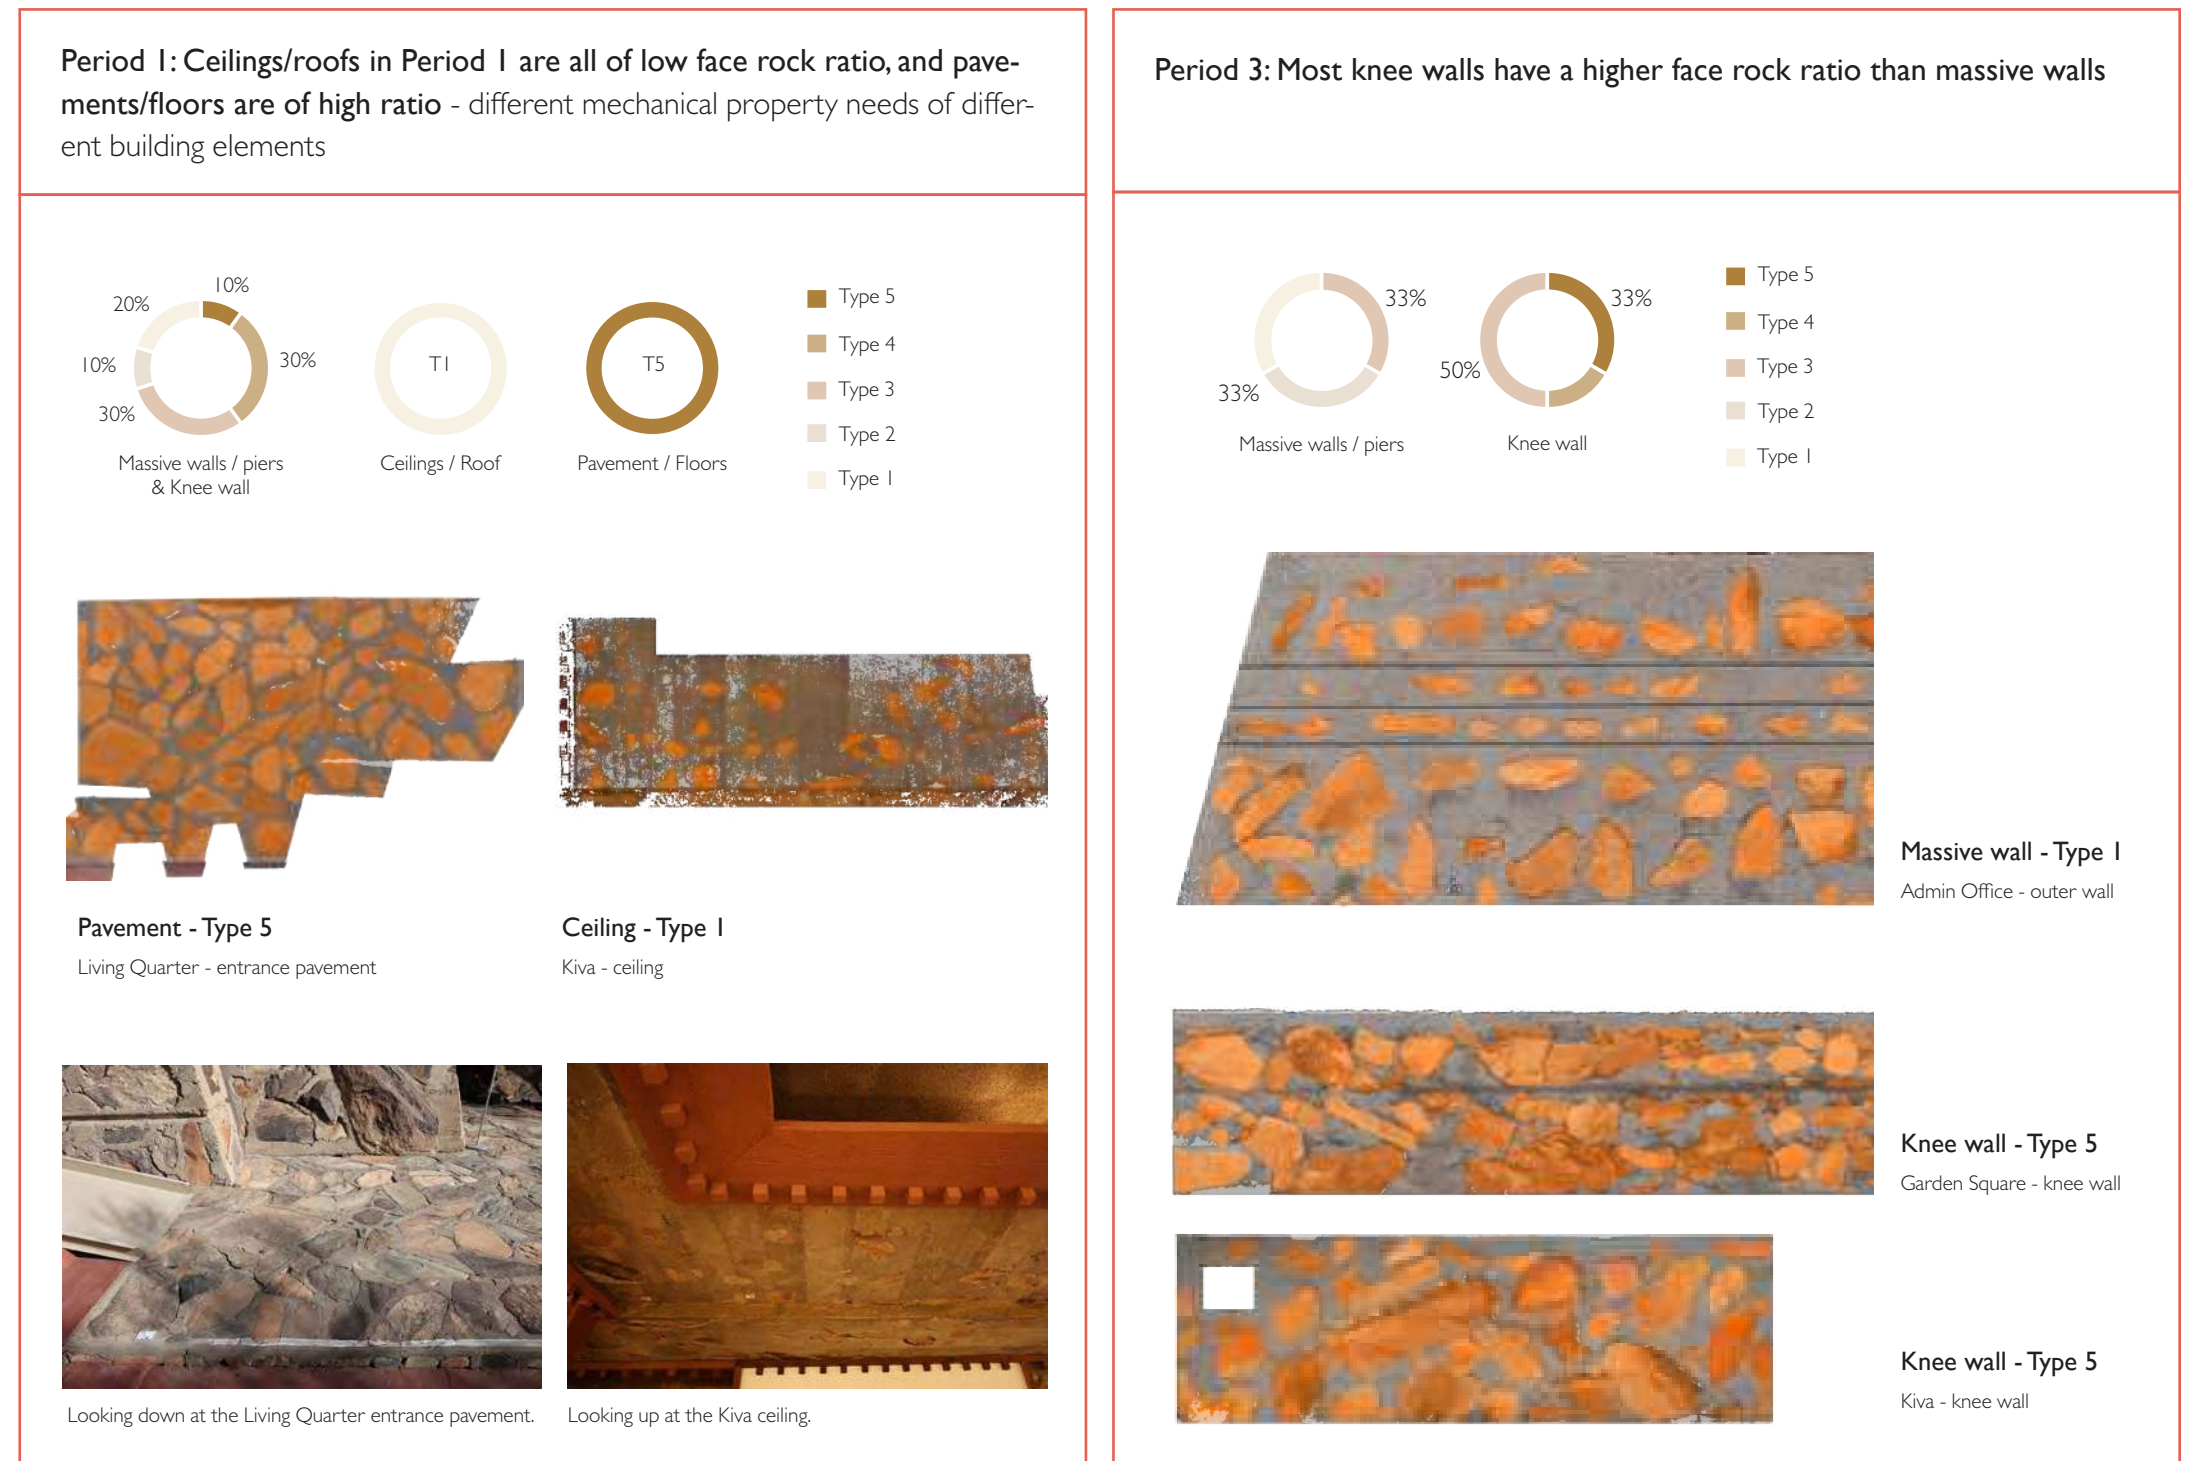 Period 1: Ceilings/roofs in Period 1 are all of low face rock ratio, and pave-
ments/floors are of high ratio - different mechanical property needs of differ-
ent building elements
10%
20%
10%
30%
30%
Massive walls / piers
& Knee wall
T1
Ceilings / Roof
T5
Pavement / Floors
Type 5
Type 4
Type 3
Type 2
Type 1
Pavement - Type 5
Living Quarter - entrance pavement
Ceiling - Type 1
Kiva - ceiling
Looking down at the Living Quarter entrance pavement.
Looking up at the Kiva ceiling.
Period 3: Most knee walls have a higher face rock ratio than massive walls
33%
33%
Massive walls / piers
33%
50%
Knee wall
Type 5
Type 4
Type 3
Type 2
Type 1
Massive wall - Type 1
Admin Office - outer wall
Knee wall - Type 5
Garden Square - knee wall
Knee wall - Type 5
Kiva - knee wall